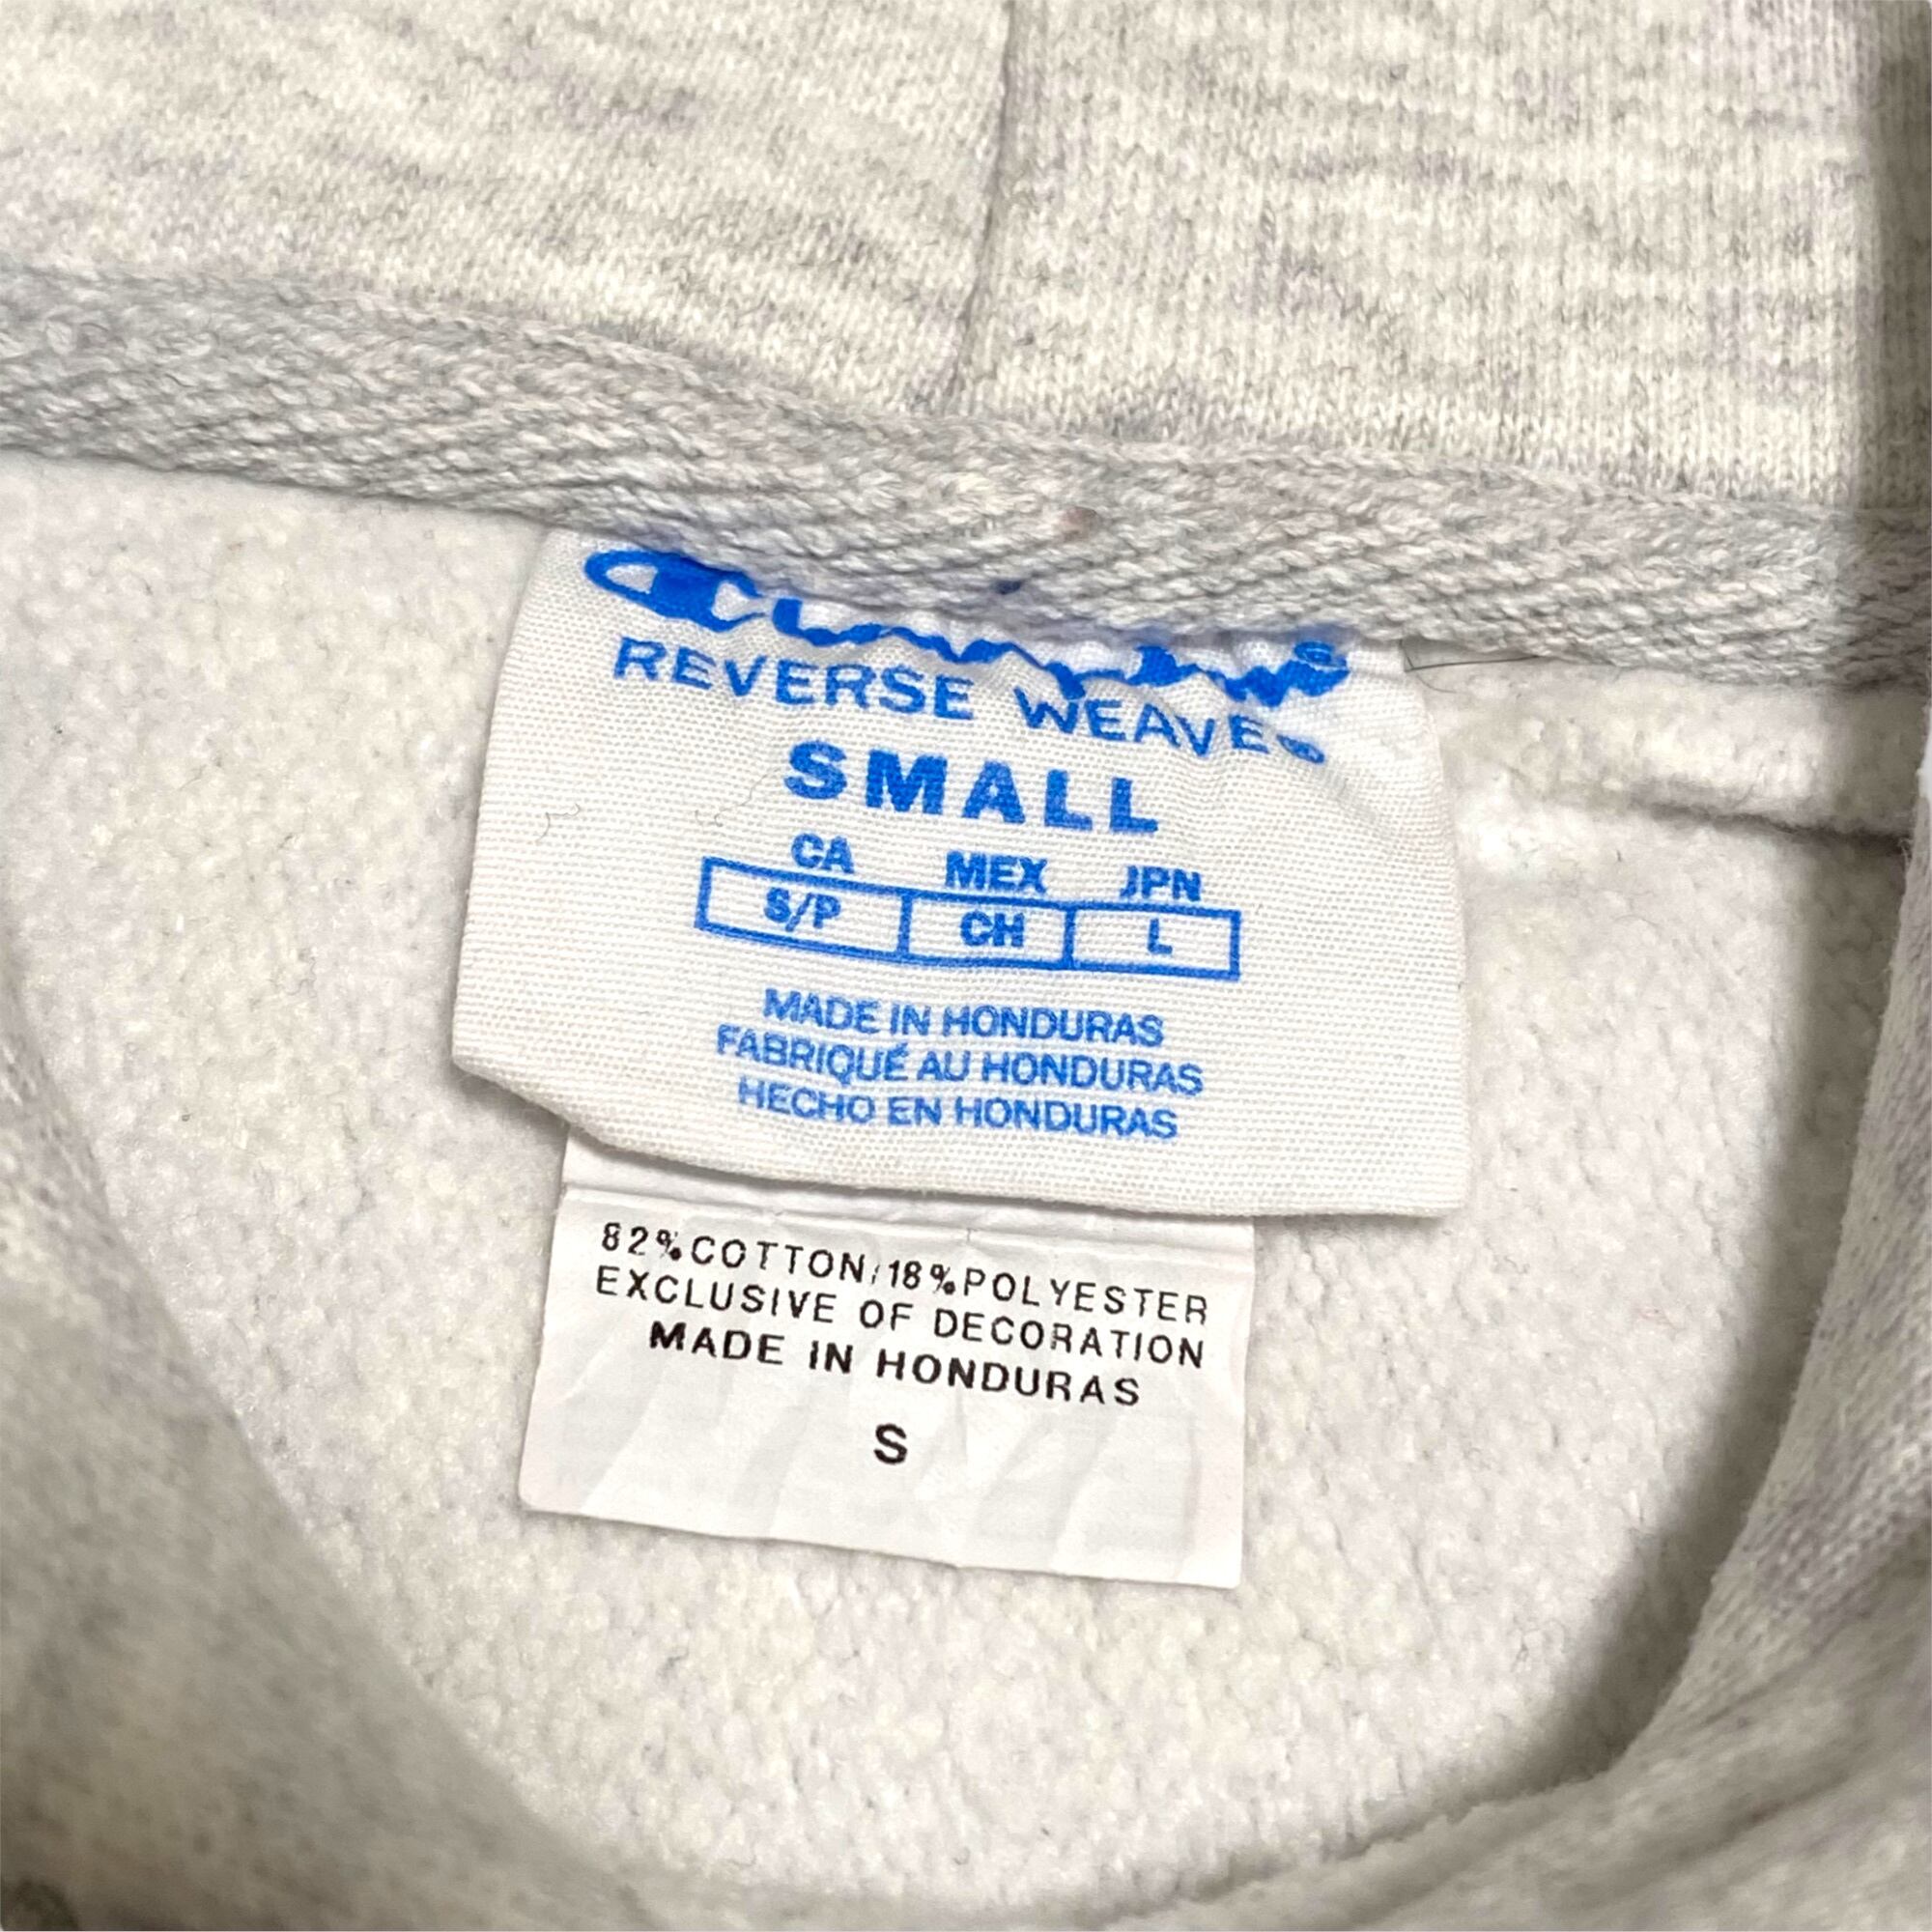 Champion
REVERSE WEAVE®
SMALL
CA MEX JPN
S/P CH L
MADE IN HONDURAS
FABRIQUÉ AU HONDURAS
HECHO EN HONDURAS
82%COTTON/18%POLYESTER
EXCLUSIVE OF DECORATION
MADE IN HONDURAS
S